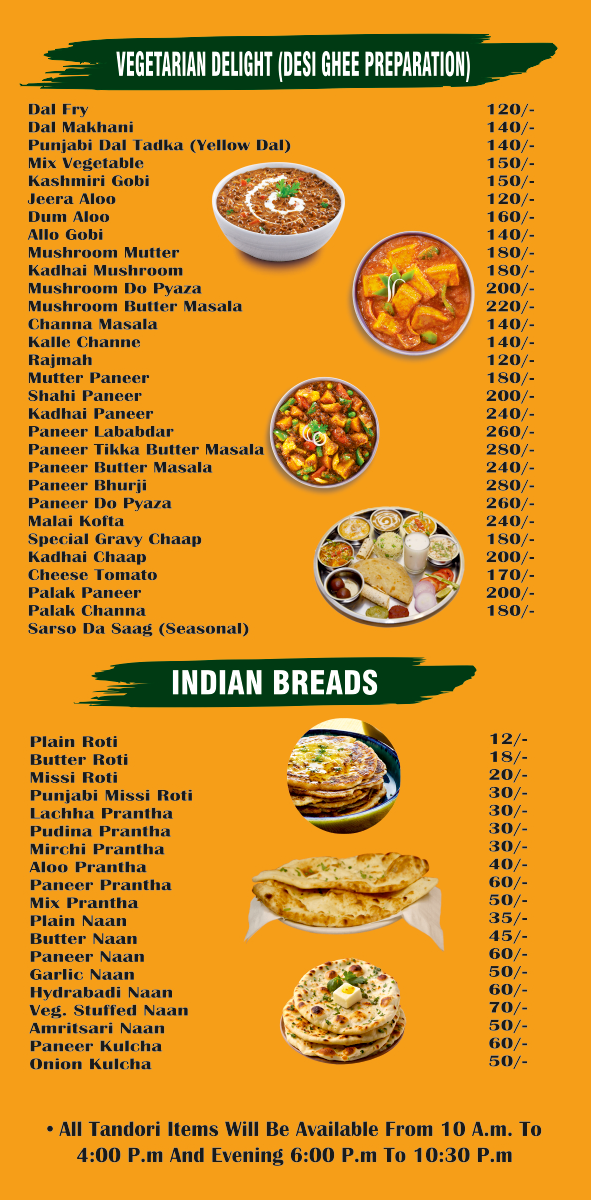 VEGETARIAN DELIGHT (DESI GHEE PREPARATION)
Dal Fry 120/-
Dal Makhani 140/-
Punjabi Dal Tadka (Yellow Dal) 140/-
Mix Vegetable 150/-
Kashmiri Gobi 150/-
Jeera Aloo 120/-
Dum Aloo 160/-
Allo Gobi 140/-
Mushroom Mutter 180/-
Kadhai Mushroom 180/-
Mushroom Do Pyaza 200/-
Mushroom Butter Masala 220/-
Channa Masala 140/-
Kalle Channe 140/-
Rajmah 120/-
Mutter Paneer 180/-
Shahi Paneer 200/-
Kadhai Paneer 240/-
Paneer Lababdar 260/-
Paneer Tikka Butter Masala 280/-
Paneer Butter Masala 240/-
Paneer Bhurji 280/-
Paneer Do Pyaza 260/-
Malai Kofta 240/-
Special Gravy Chaap 180/-
Kadhai Chaap 200/-
Cheese Tomato 170/-
Palak Paneer 200/-
Palak Channa 180/-
Sarso Da Saag (Seasonal)
INDIAN BREADS
Plain Roti 12/-
Butter Roti 18/-
Missi Roti 20/-
Punjabi Missi Roti 30/-
Lachha Prantha 30/-
Pudina Prantha 30/-
Mirchi Prantha 30/-
Aloo Prantha 40/-
Paneer Prantha 60/-
Mix Prantha 50/-
Plain Naan 35/-
Butter Naan 45/-
Paneer Naan 60/-
Garlic Naan 50/-
Hydrabadi Naan 60/-
Veg. Stuffed Naan 70/-
Amritsari Naan 50/-
Paneer Kulcha 60/-
Onion Kulcha 50/-
• All Tandori Items Will Be Available From 10 A.m. To
4:00 P.m And Evening 6:00 P.m To 10:30 P.m